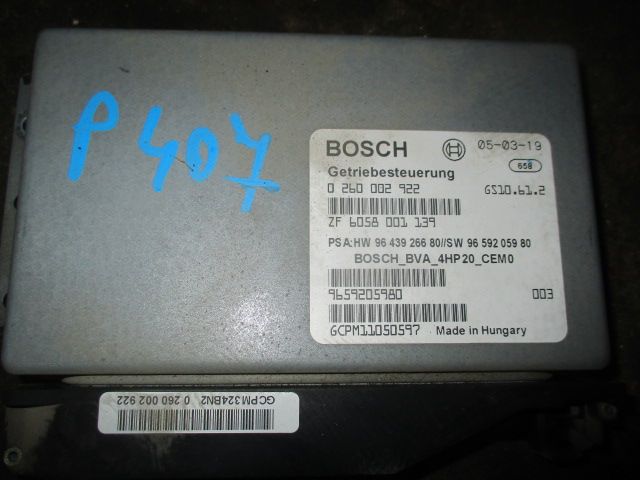 P 407
BOSCH 05-03-19
Getriebesteuerung 658
0 260 002 922 GS10.61.2
ZF 6058 001 139
PSA:HW 96 439 266 80//SW 96 592 059 80
BOSCH_BVA_4HP20_CEM0
9659205980 003
GCPM11050597 Made in Hungary
GCPM324BN2 0 260 002 922